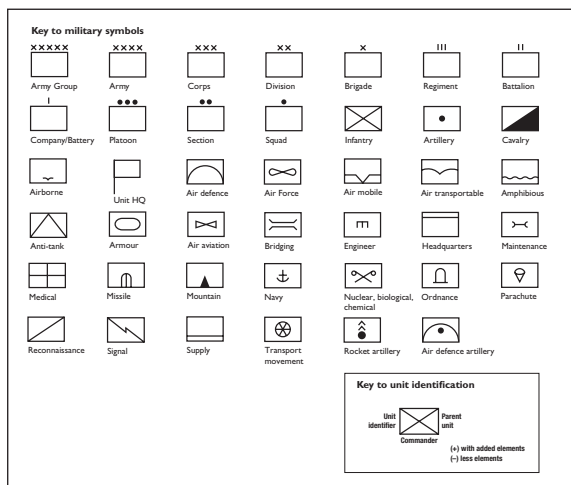 Key to military symbols
Army Group Army Corps Division Brigade Regiment Battalion
Company/Battery Platoon Section Squad Infantry Artillery Cavalry
Airborne Unit HQ Air defence Air Force Air mobile Air transportable Amphibious
Anti-tank Armour Air aviation Bridging Engineer Headquarters Maintenance
Medical Missile Mountain Navy Nuclear, biological, Ordnance Parachute
chemical
Reconnaissance Signal Supply Transport Rocket artillery Air defence artillery
movement
Key to unit identification
Unit Parent
identifier unit
Commander
(+) with added elements
(–) less elements